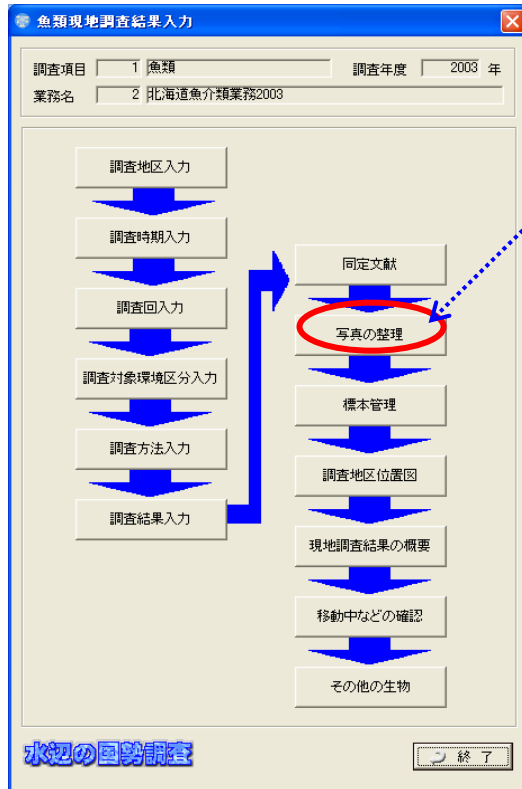 魚類現地調査結果入力
調査項目 1 魚類 調査年度 2003 年
業務名 2 北海道魚介類業務2003
調査地区入力
調査時期入力
調査回入力
調査対象環境区分入力
調査方法入力
調査結果入力
同定文献
写真の整理
標本管理
調査地区位置図
現地調査結果の概要
移動中などの確認
その他の生物
水辺の国勢調査
終 了